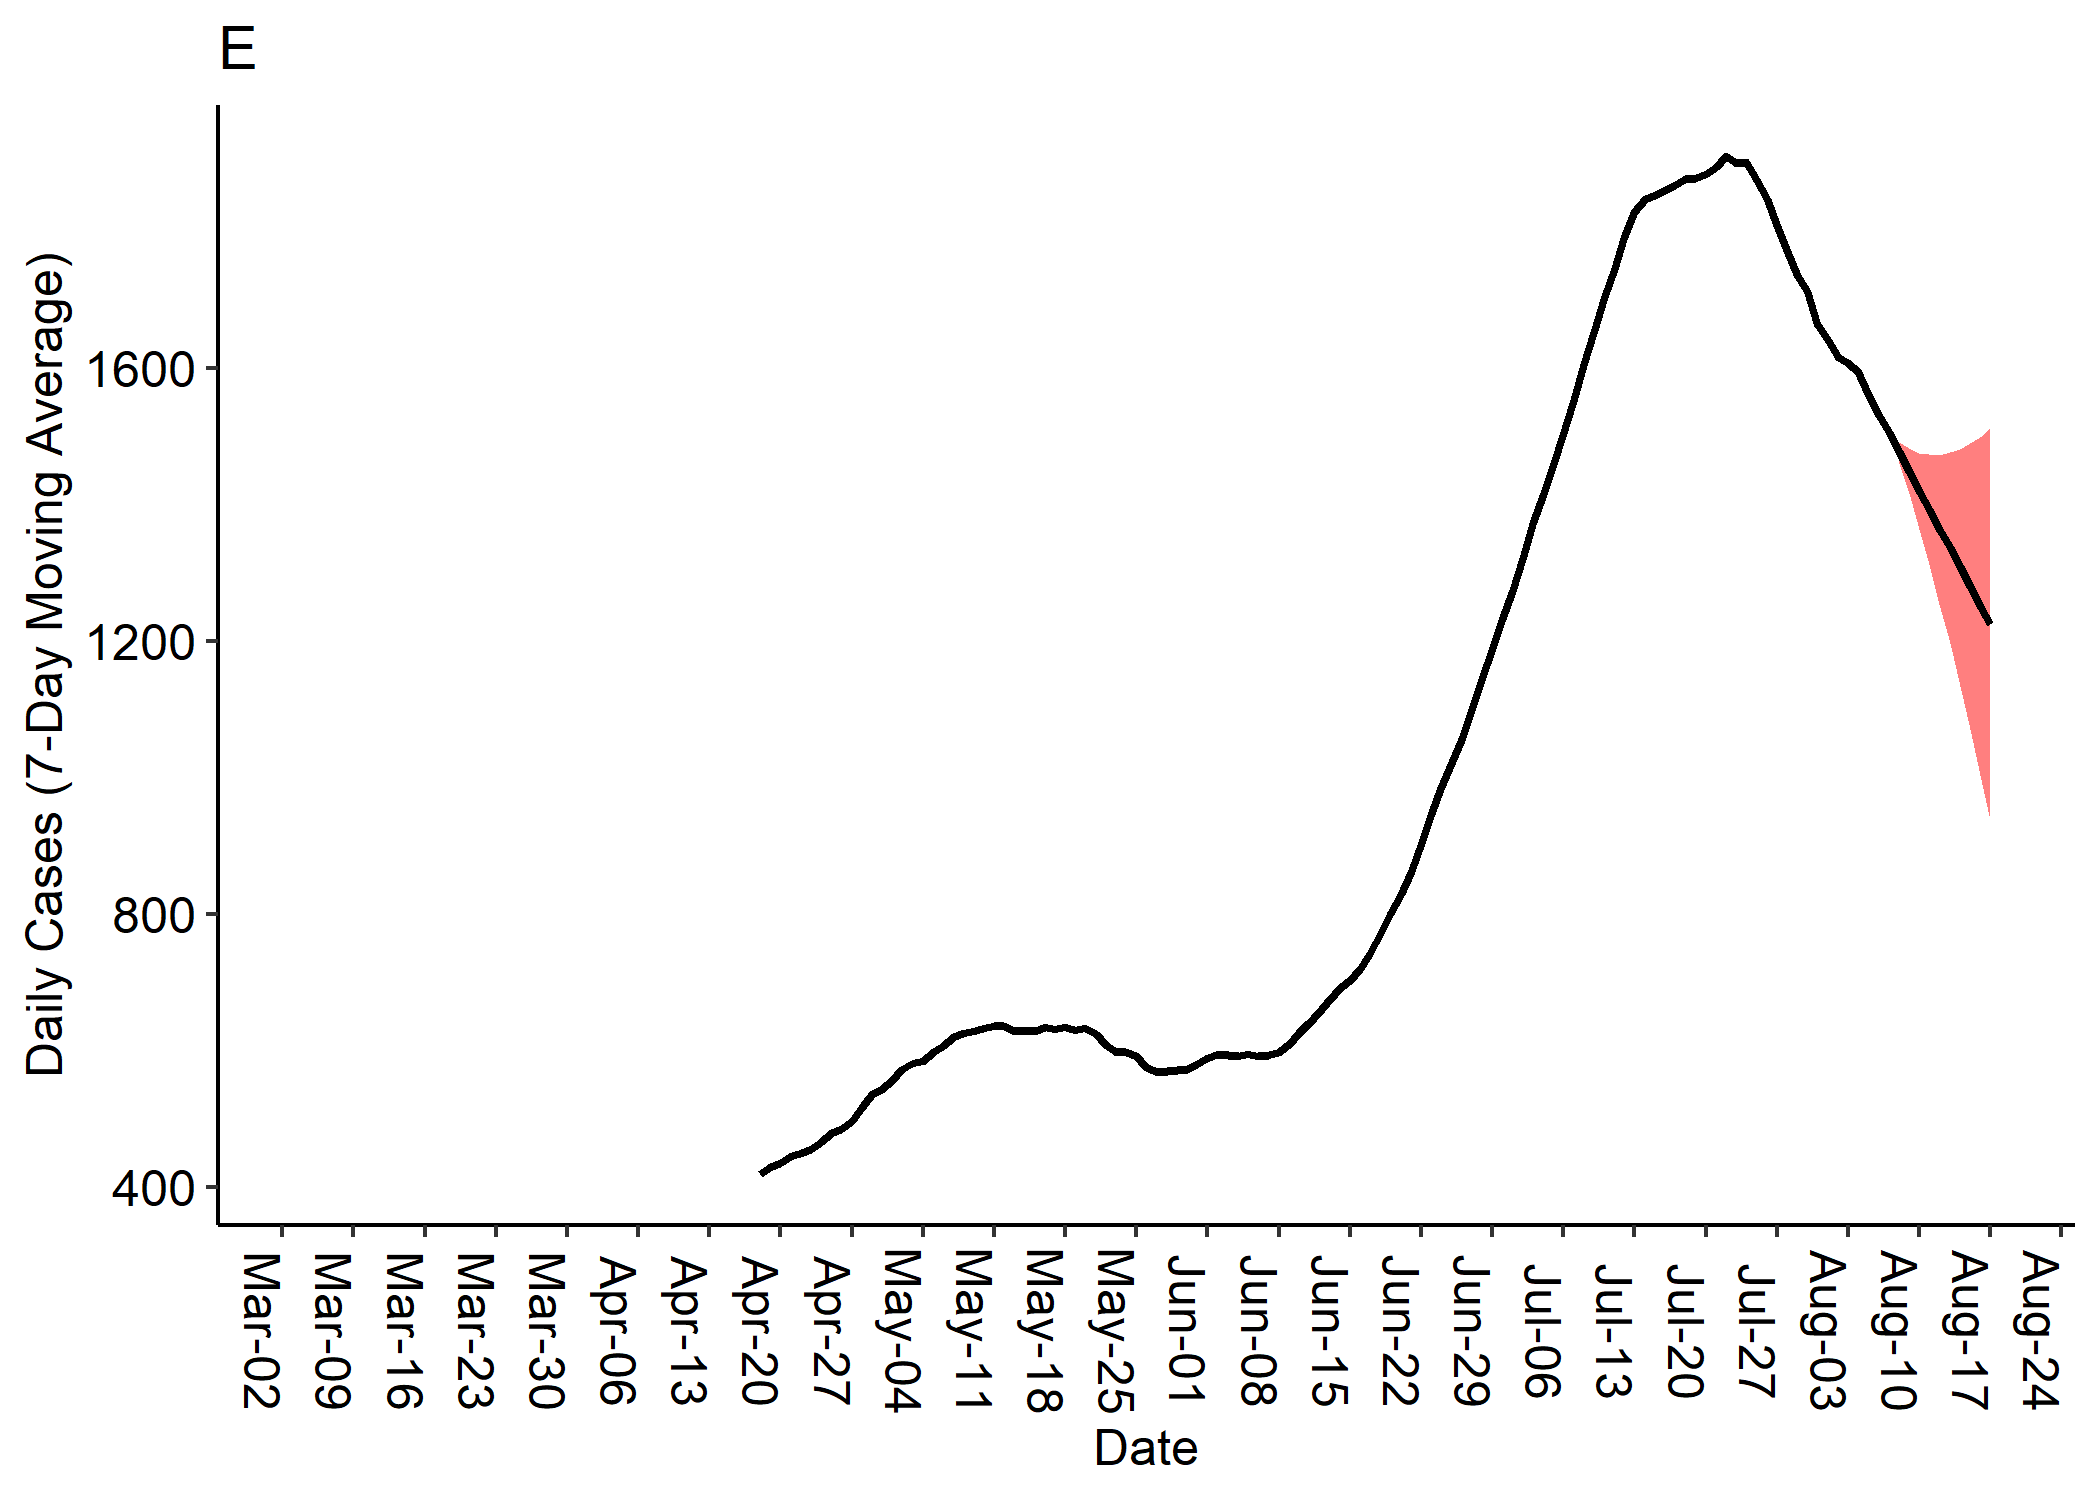 E
Daily Cases (7-Day Moving Average)
1600
1200
800
400
Mar-02
Mar-09
Mar-16
Mar-23
Mar-30
Apr-06
Apr-13
Apr-20
Apr-27
May-04
May-11
May-18
May-25
Jun-01
Jun-08
Jun-15
Jun-22
Jun-29
Jul-06
Jul-13
Jul-20
Jul-27
Aug-03
Aug-10
Aug-17
Aug-24
Date